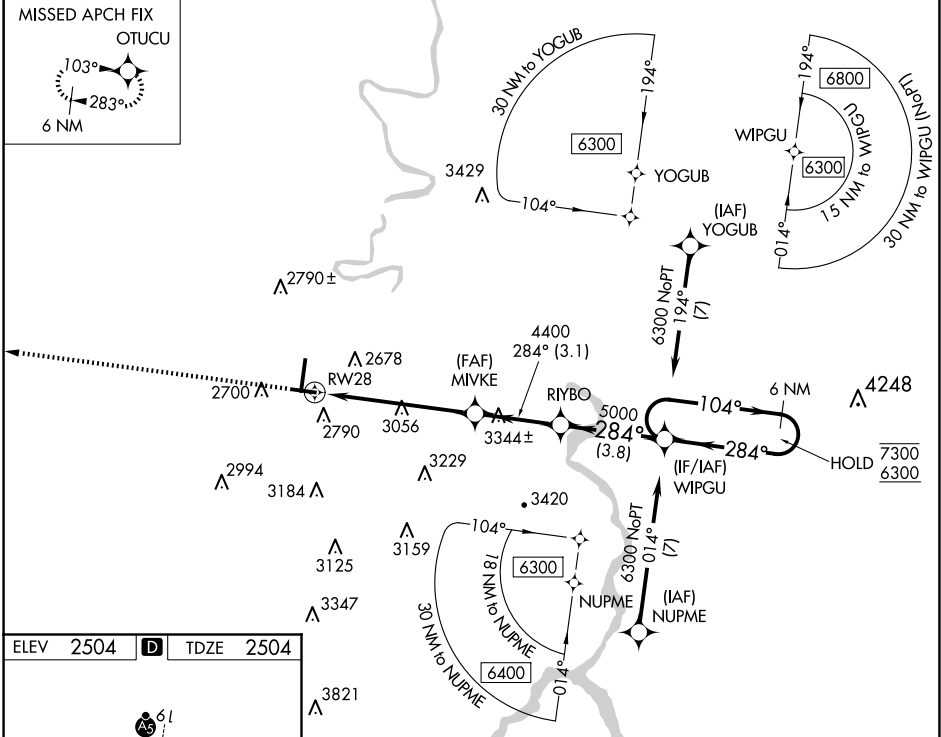 MISSED APCH FIX
OTUCU
103°
283°
6 NM
30 NM to YOGUB
194°
6300
YOGUB
104°
3429
194°
6800
WIPGU
6300
15 NM to WIPGU
30 NM to WIPGU (NoPT)
014°
(IAF)
YOGUB
6300 NoPT
194°
(7)
2790 ±
4400
284° (3.1)
2678
(FAF)
MIVKE
RIYBO
6 NM
4248
2700
RW28
2790
3056
3344 ±
5000
284°
(3.8)
104°
284°
HOLD
7300
6300
(IF/IAF)
WIPGU
2994
3184
3229
3420
3159
3125
104°
6300
18 NM to NUPME
NUPME
6300 NoPT
014°
(7)
(IAF)
NUPME
3347
30 NM to NUPME
6400
014°
ELEV 2504 D TDZE 2504
3821
A5
19